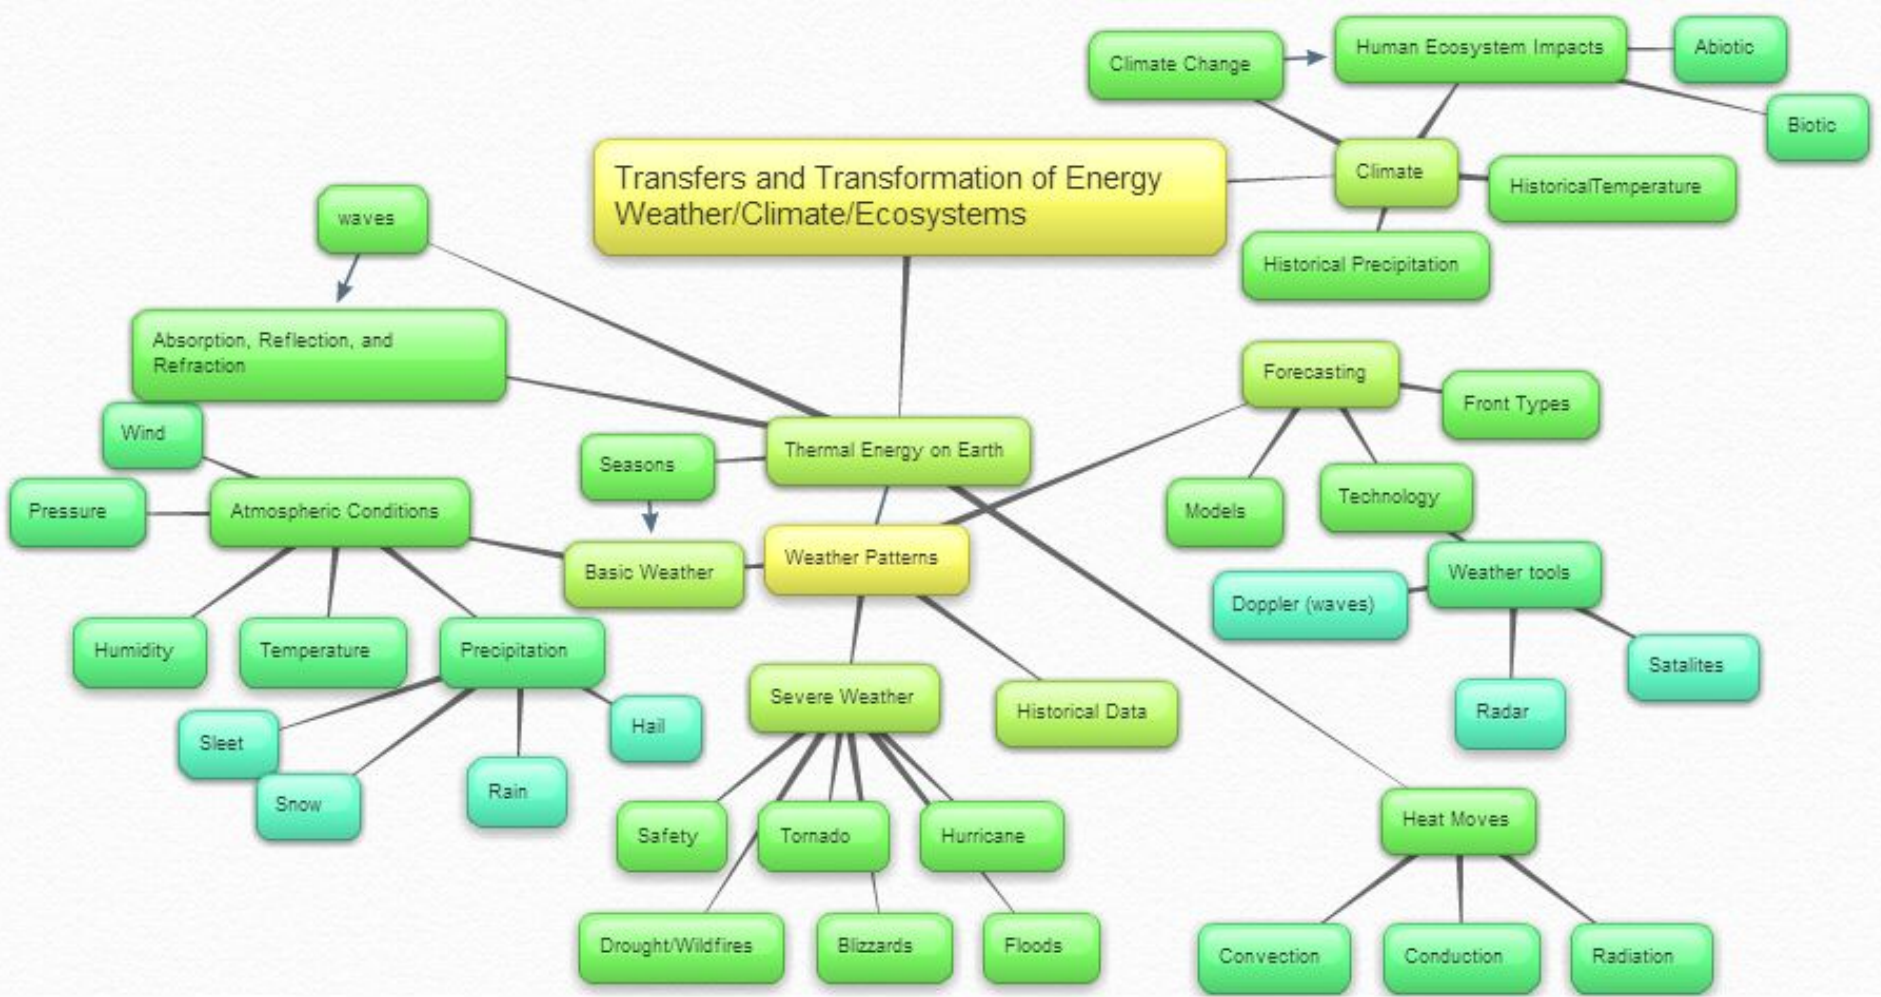 Climate Change
Human Ecosystem Impacts
Abiotic
Biotic
Transfers and Transformation of Energy
Weather/Climate/Ecosystems
Climate
HistoricalTemperature
Historical Precipitation
waves
Absorption, Reflection, and
Refraction
Wind
Pressure
Atmospheric Conditions
Seasons
Thermal Energy on Earth
Basic Weather
Weather Patterns
Forecasting
Front Types
Models
Technology
Weather tools
Doppler (waves)
Radar
Satalites
Humidity
Temperature
Precipitation
Sleet
Snow
Rain
Hail
Severe Weather
Historical Data
Safety
Tornado
Hurricane
Drought/Wildfires
Blizzards
Floods
Heat Moves
Convection
Conduction
Radiation